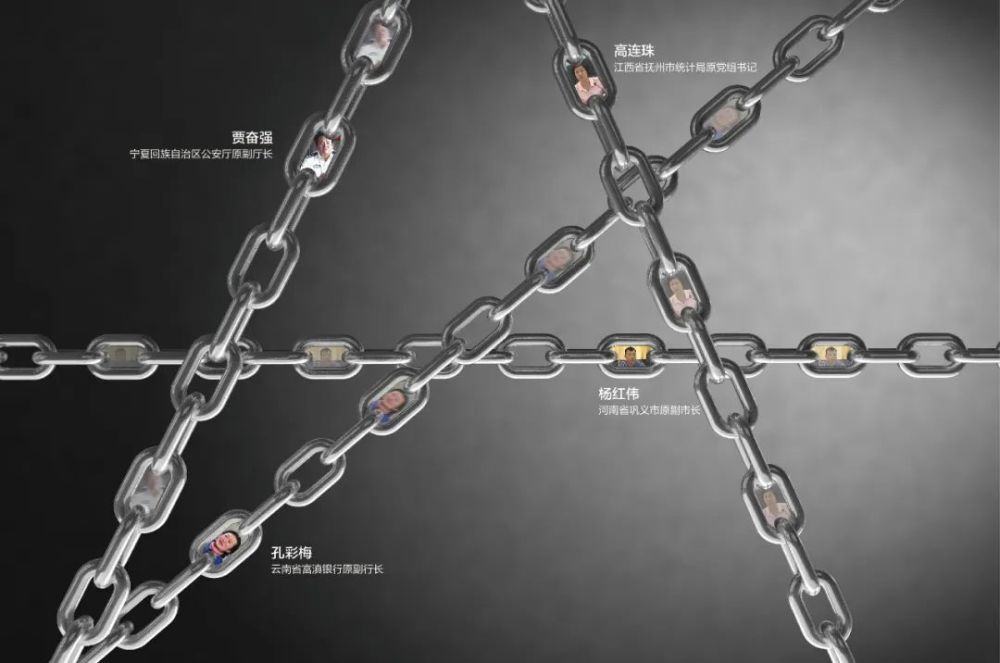 高连珠
江西省抚州市统计局原党组书记
贾奋强
宁夏回族自治区公安厅原副厅长
杨红伟
河南省巩义市原副市长
孔彩梅
云南省富滇银行原副行长